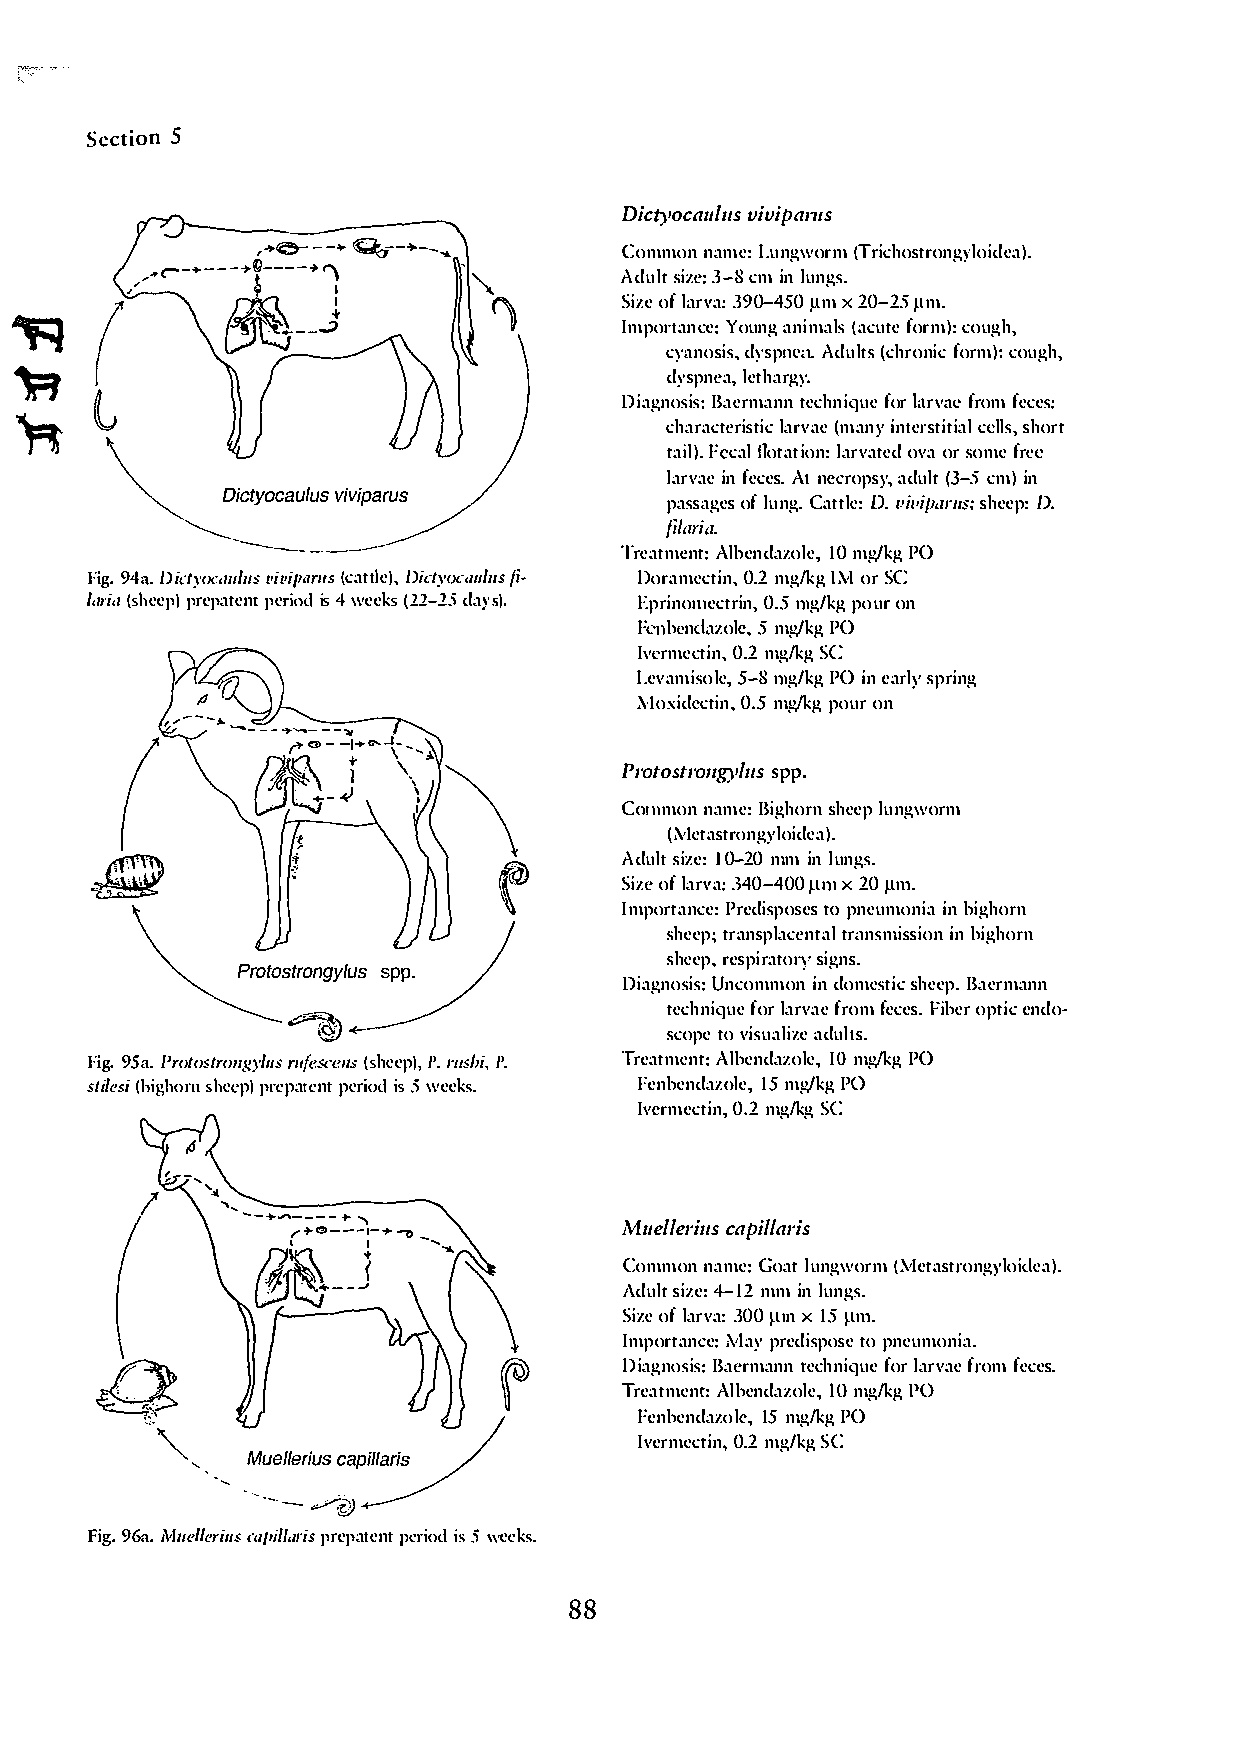 Section 5
Dictyocaulus viviparus
Dictyocaulus viviparus
Common name: Lungworm (Trichostrongyloidea).
Adult size: 3–8 cm in lungs.
Size of larva: 390–450 µm × 20–25 µm.
Importance: Young animals (acute form): cough,
cyanosis, dyspnea. Adults (chronic form): cough,
dyspnea, lethargy.
Diagnosis: Baermann technique for larvae from feces:
characteristic larvae (many interstitial cells, short
tail). Fecal flotation: larvated ova or some free
larvae in feces. At necropsy, adult (3–5 cm) in
passages of lung. Cattle: D. viviparus; sheep: D.
filaria.
Treatment: Albendazole, 10 mg/kg PO
Doramectin, 0.2 mg/kg IM or SC
Eprinomectrin, 0.5 mg/kg pour on
Fenbendazole, 5 mg/kg PO
Ivermectin, 0.2 mg/kg SC
Levamisole, 5–8 mg/kg PO in early spring
Moxidectin, 0.5 mg/kg pour on
Fig. 94a. Dictyocaulus viviparus (cattle), Dictyocaulus fi-
laria (sheep) prepatent period is 4 weeks (22–25 days).
Protostrongylus spp.
Protostrongylus spp.
Common name: Bighorn sheep lungworm
(Metastrongyloidea).
Adult size: 10–20 mm in lungs.
Size of larva: 340–400 µm × 20 µm.
Importance: Predisposes to pneumonia in bighorn
sheep; transplacental transmission in bighorn
sheep, respiratory signs.
Diagnosis: Uncommon in domestic sheep. Baermann
technique for larvae from feces. Fiber optic endo-
scope to visualize adults.
Treatment: Albendazole, 10 mg/kg PO
Fenbendazole, 15 mg/kg PO
Ivermectin, 0.2 mg/kg SC
Fig. 95a. Protostrongylus rufescens (sheep), P. rushi, P.
stilesi (bighorn sheep) prepatent period is 5 weeks.
Muellerius capillaris
Muellerius capillaris
Common name: Goat lungworm (Metastrongyloidea).
Adult size: 4–12 mm in lungs.
Size of larva: 300 µm × 15 µm.
Importance: May predispose to pneumonia.
Diagnosis: Baermann technique for larvae from feces.
Treatment: Albendazole, 10 mg/kg PO
Fenbendazole, 15 mg/kg PO
Ivermectin, 0.2 mg/kg SC
Fig. 96a. Muellerius capillaris prepatent period is 5 weeks.
88